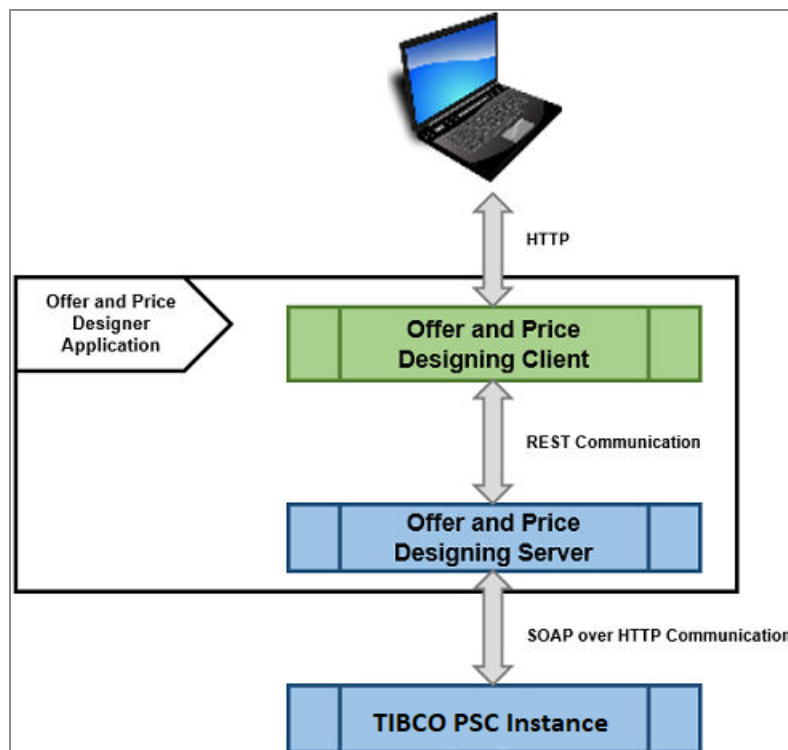 HTTP
Offer and Price
Designer
Application
Offer and Price
Designing Client
REST Communication
Offer and Price
Designing Server
SOAP over HTTP Communication
TIBCO PSC Instance